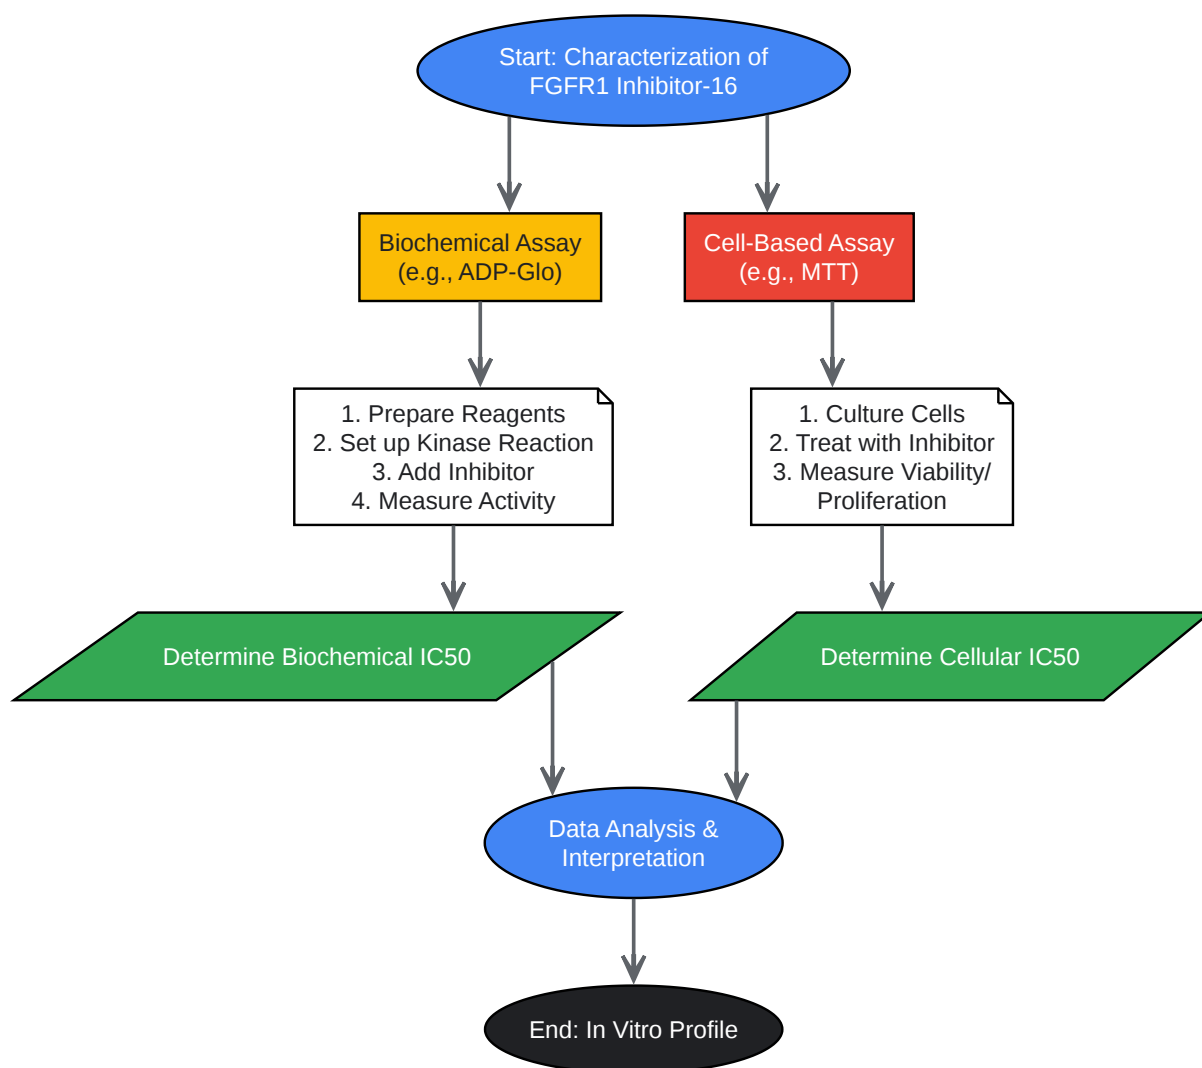 Start: Characterization of
FGFR1 Inhibitor-16
Biochemical Assay
(e.g., ADP-Glo)
Cell-Based Assay
(e.g., MTT)
1. Prepare Reagents
2. Set up Kinase Reaction
3. Add Inhibitor
4. Measure Activity
1. Culture Cells
2. Treat with Inhibitor
3. Measure Viability/
Proliferation
Determine Biochemical IC50
Determine Cellular IC50
Data Analysis &
Interpretation
End: In Vitro Profile